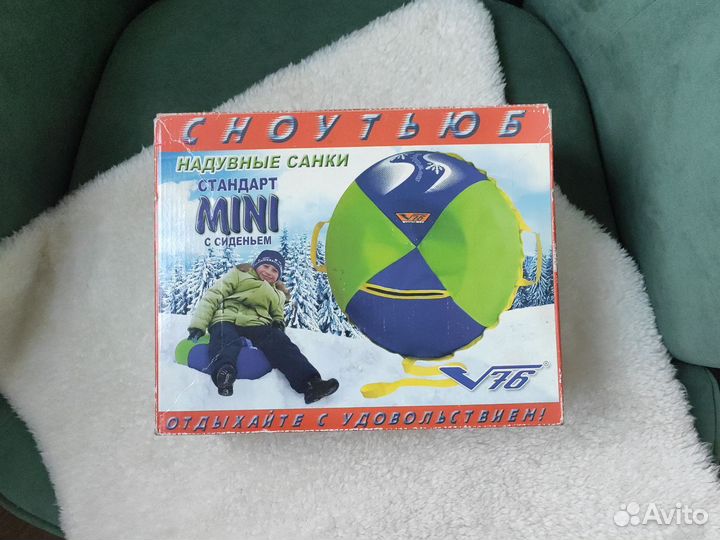 СНОУТЬЮБ
НАДУВНЫЕ САНКИ
СТАНДАРТ
MINI
С СИДЕНЬЕМ
V76
V76®
ОТДЫХАЙТЕ С УДОВОЛЬСТВИЕМ!
Avito